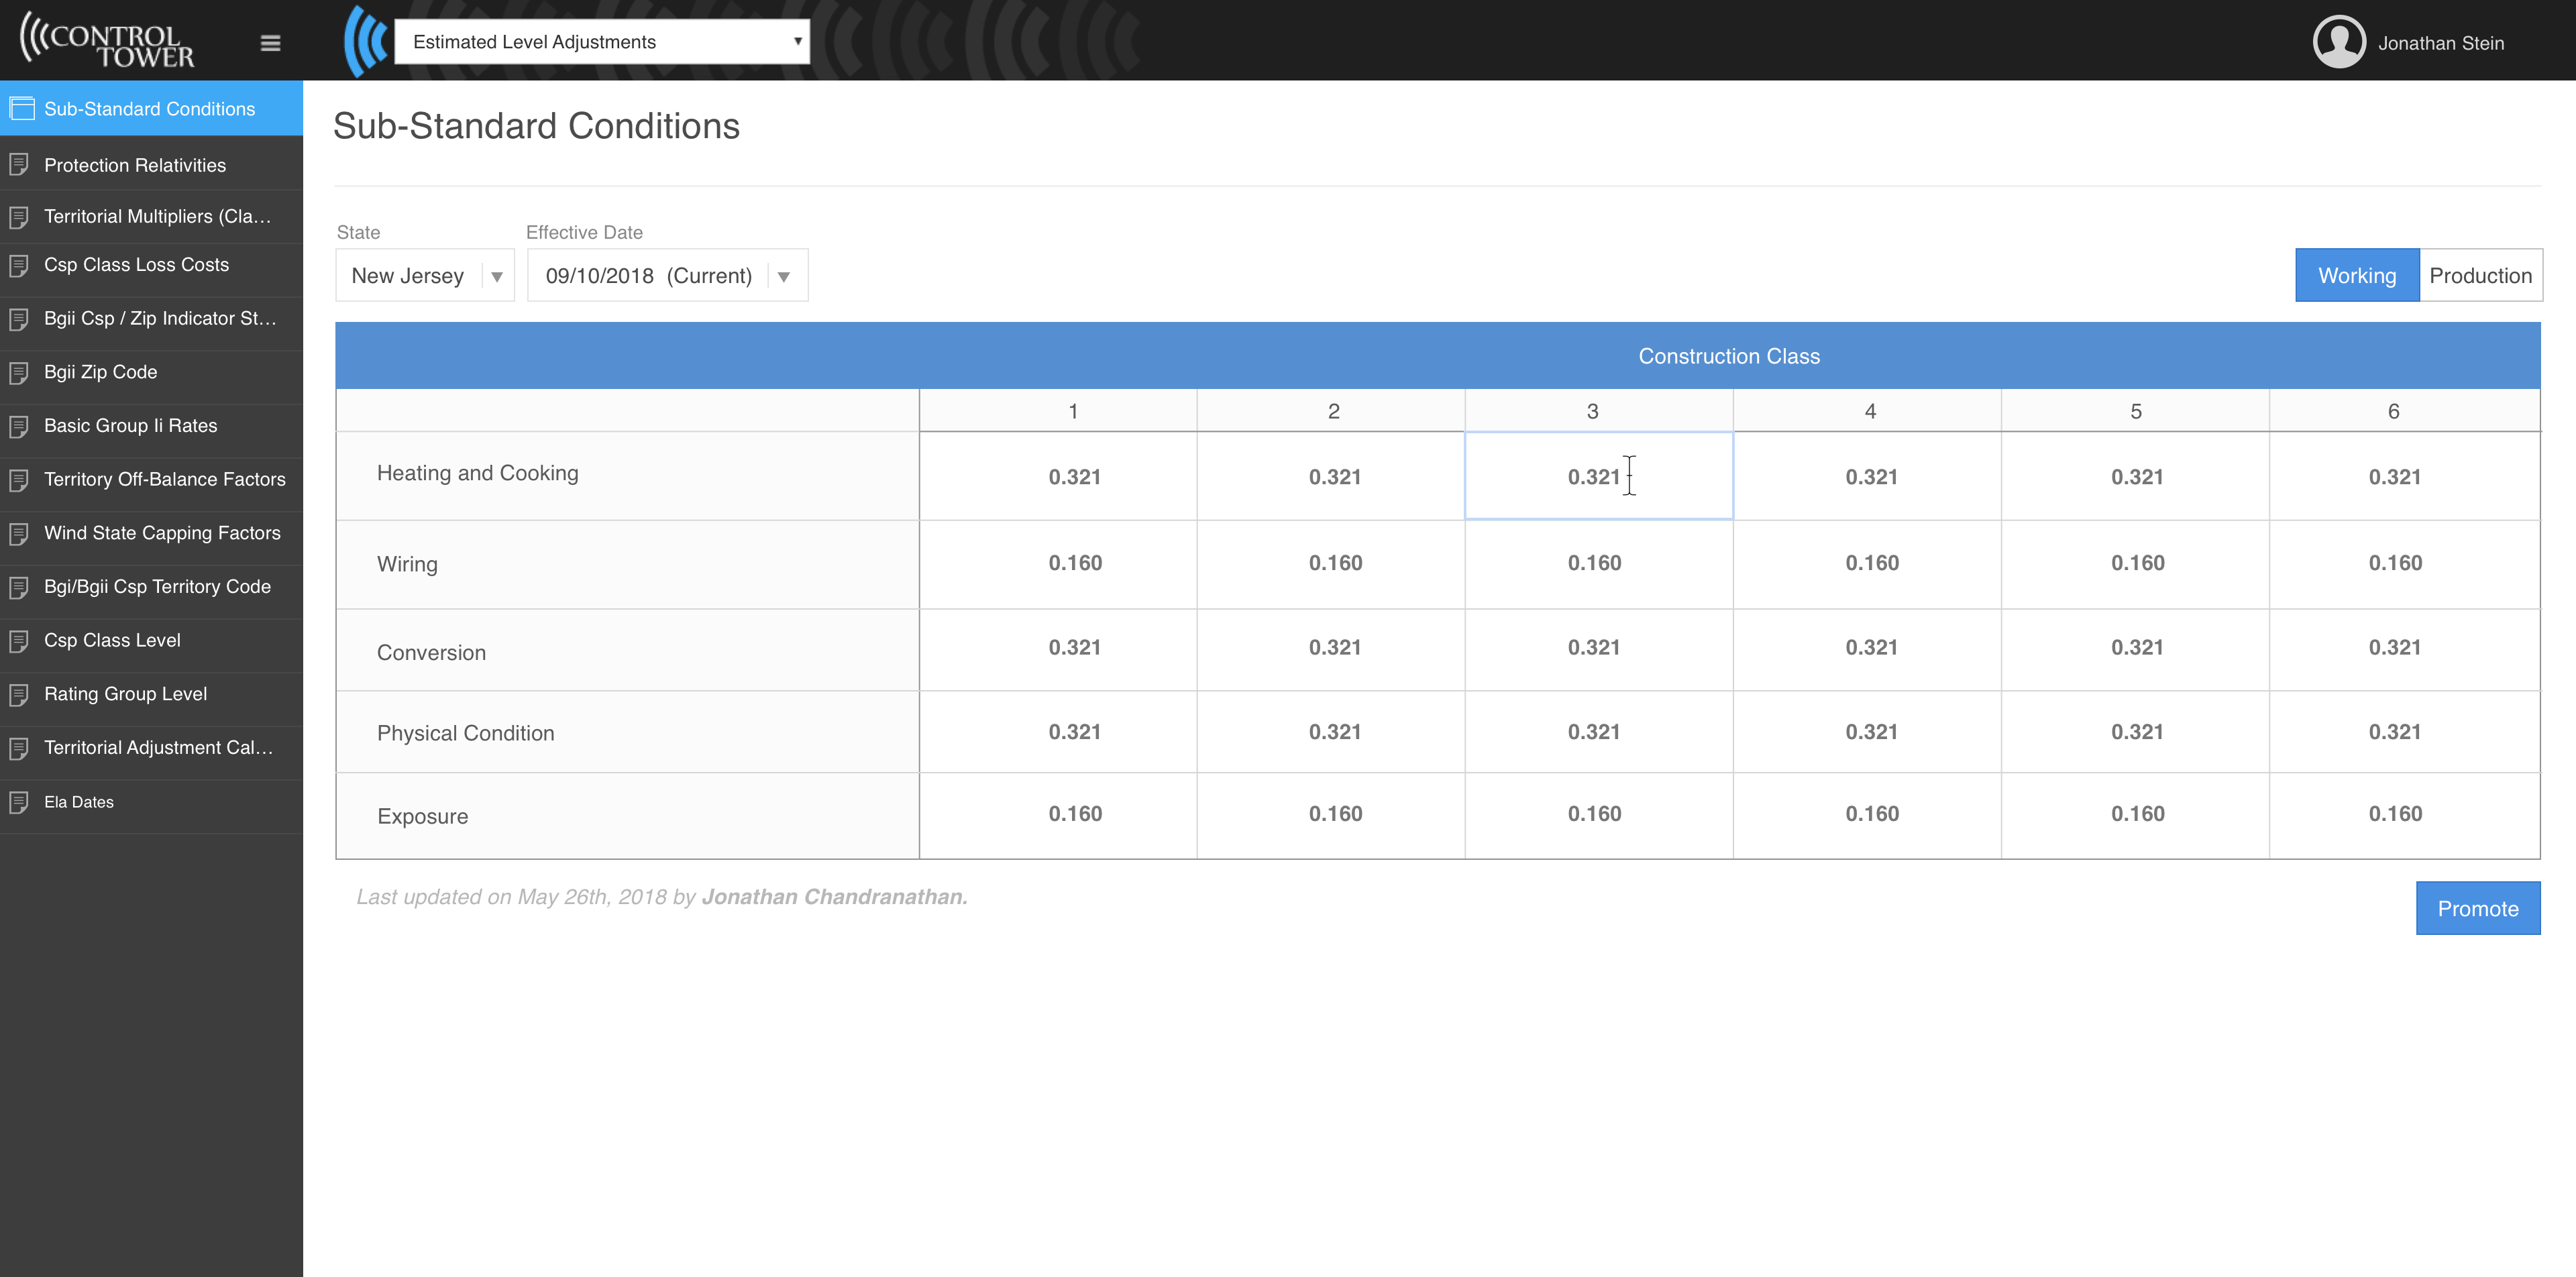 CONTROL
TOWER
Estimated Level Adjustments
Jonathan Stein
Sub-Standard Conditions
Protection Relativities
Territorial Multipliers (Cla...
Csp Class Loss Costs
Bgii Csp / Zip Indicator St...
Bgii Zip Code
Basic Group Ii Rates
Territory Off-Balance Factors
Wind State Capping Factors
Bgi/Bgii Csp Territory Code
Csp Class Level
Rating Group Level
Territorial Adjustment Cal...
Ela Dates
Sub-Standard Conditions
State Effective Date
New Jersey 09/10/2018 (Current) Working Production
Construction Class
1 2 3 4 5 6
Heating and Cooking 0.321 0.321 0.321 0.321 0.321 0.321
Wiring 0.160 0.160 0.160 0.160 0.160 0.160
Conversion 0.321 0.321 0.321 0.321 0.321 0.321
Physical Condition 0.321 0.321 0.321 0.321 0.321 0.321
Exposure 0.160 0.160 0.160 0.160 0.160 0.160
Last updated on May 26th, 2018 by Jonathan Chandranathan.
Promote